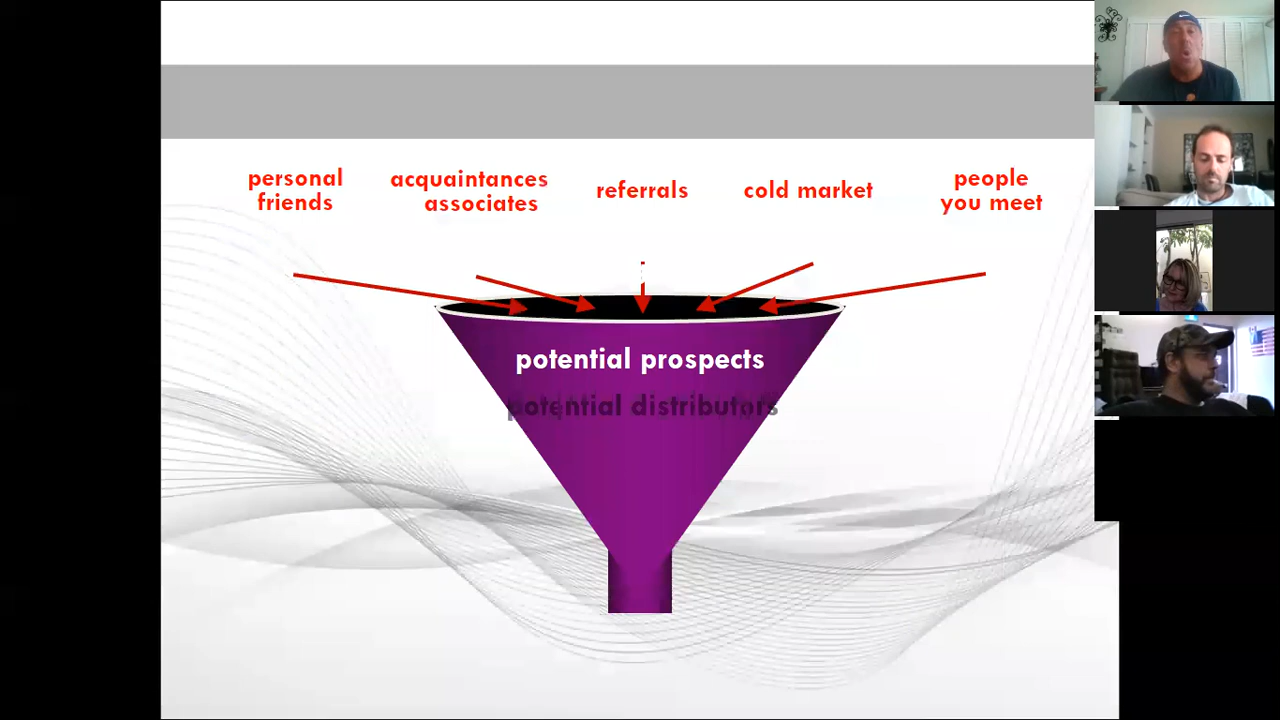 personal
friends
acquaintances
associates
referrals
cold market
people
you meet
potential prospects
potential distributors